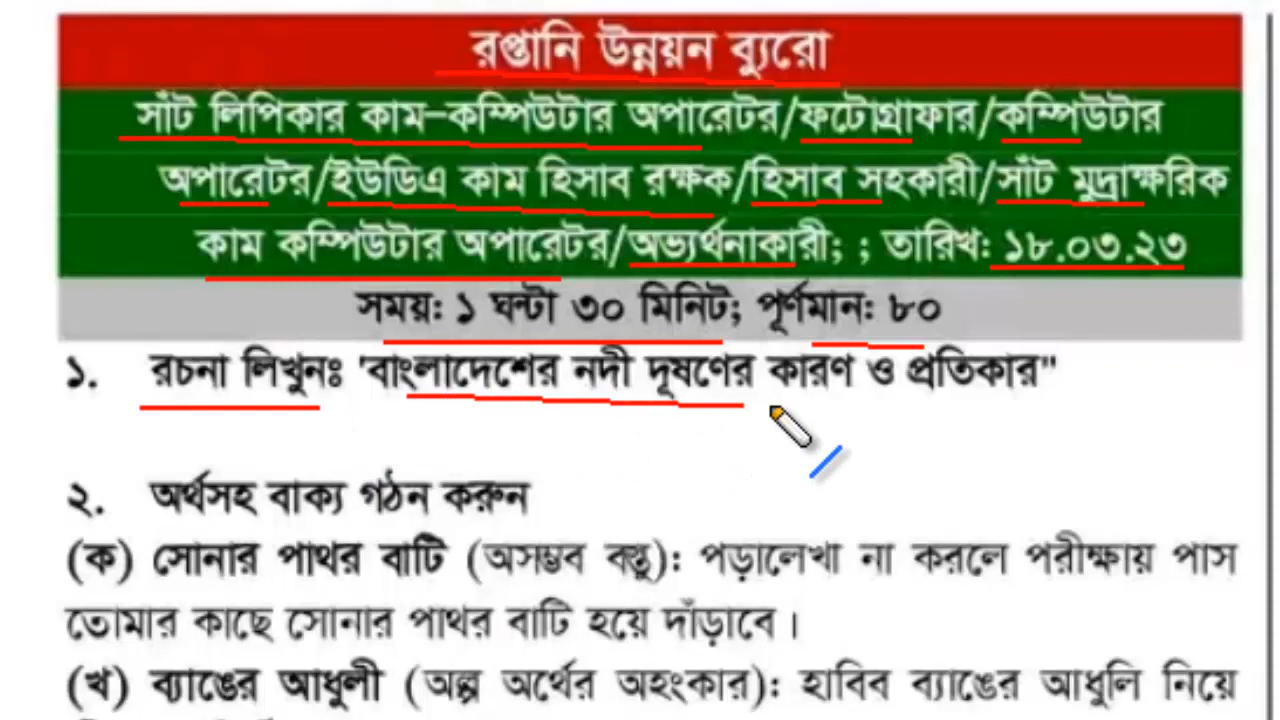 রপ্তানি উন্নয়ন ব্যুরো
সাঁট লিপিকার কাম-কম্পিউটার অপারেটর/ফটোগ্রাফার/কম্পিউটার
অপারেটর/ইউডিএ কাম হিসাব রক্ষক/হিসাব সহকারী/সাঁট মুদ্রাক্ষরিক
কাম কম্পিউটার অপারেটর/অভ্যর্থনাকারী; ; তারিখ: ১৮.০৩.২৩
সময়: ১ ঘন্টা ৩০ মিনিট; পূর্ণমান: ৮০
১. রচনা লিখুনঃ 'বাংলাদেশের নদী দূষণের কারণ ও প্রতিকার"
২. অর্থসহ বাক্য গঠন করুন
(ক) সোনার পাথর বাটি (অসম্ভব বস্তু): পড়ালেখা না করলে পরীক্ষায় পাস
তোমার কাছে সোনার পাথর বাটি হয়ে দাঁড়াবে।
(খ) ব্যাঙের আধুলী (অল্প অর্থের অহংকার): হাবিব ব্যাঙের আধুলি নিয়ে